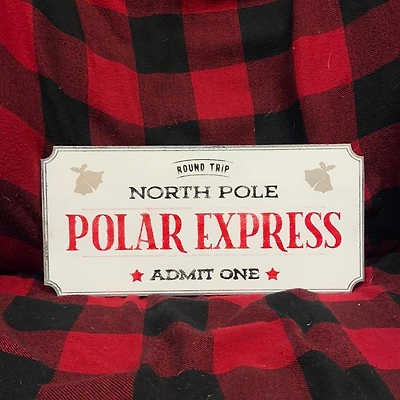 ROUND TRIP
NORTH POLE
POLAR EXPRESS
ADMIT ONE